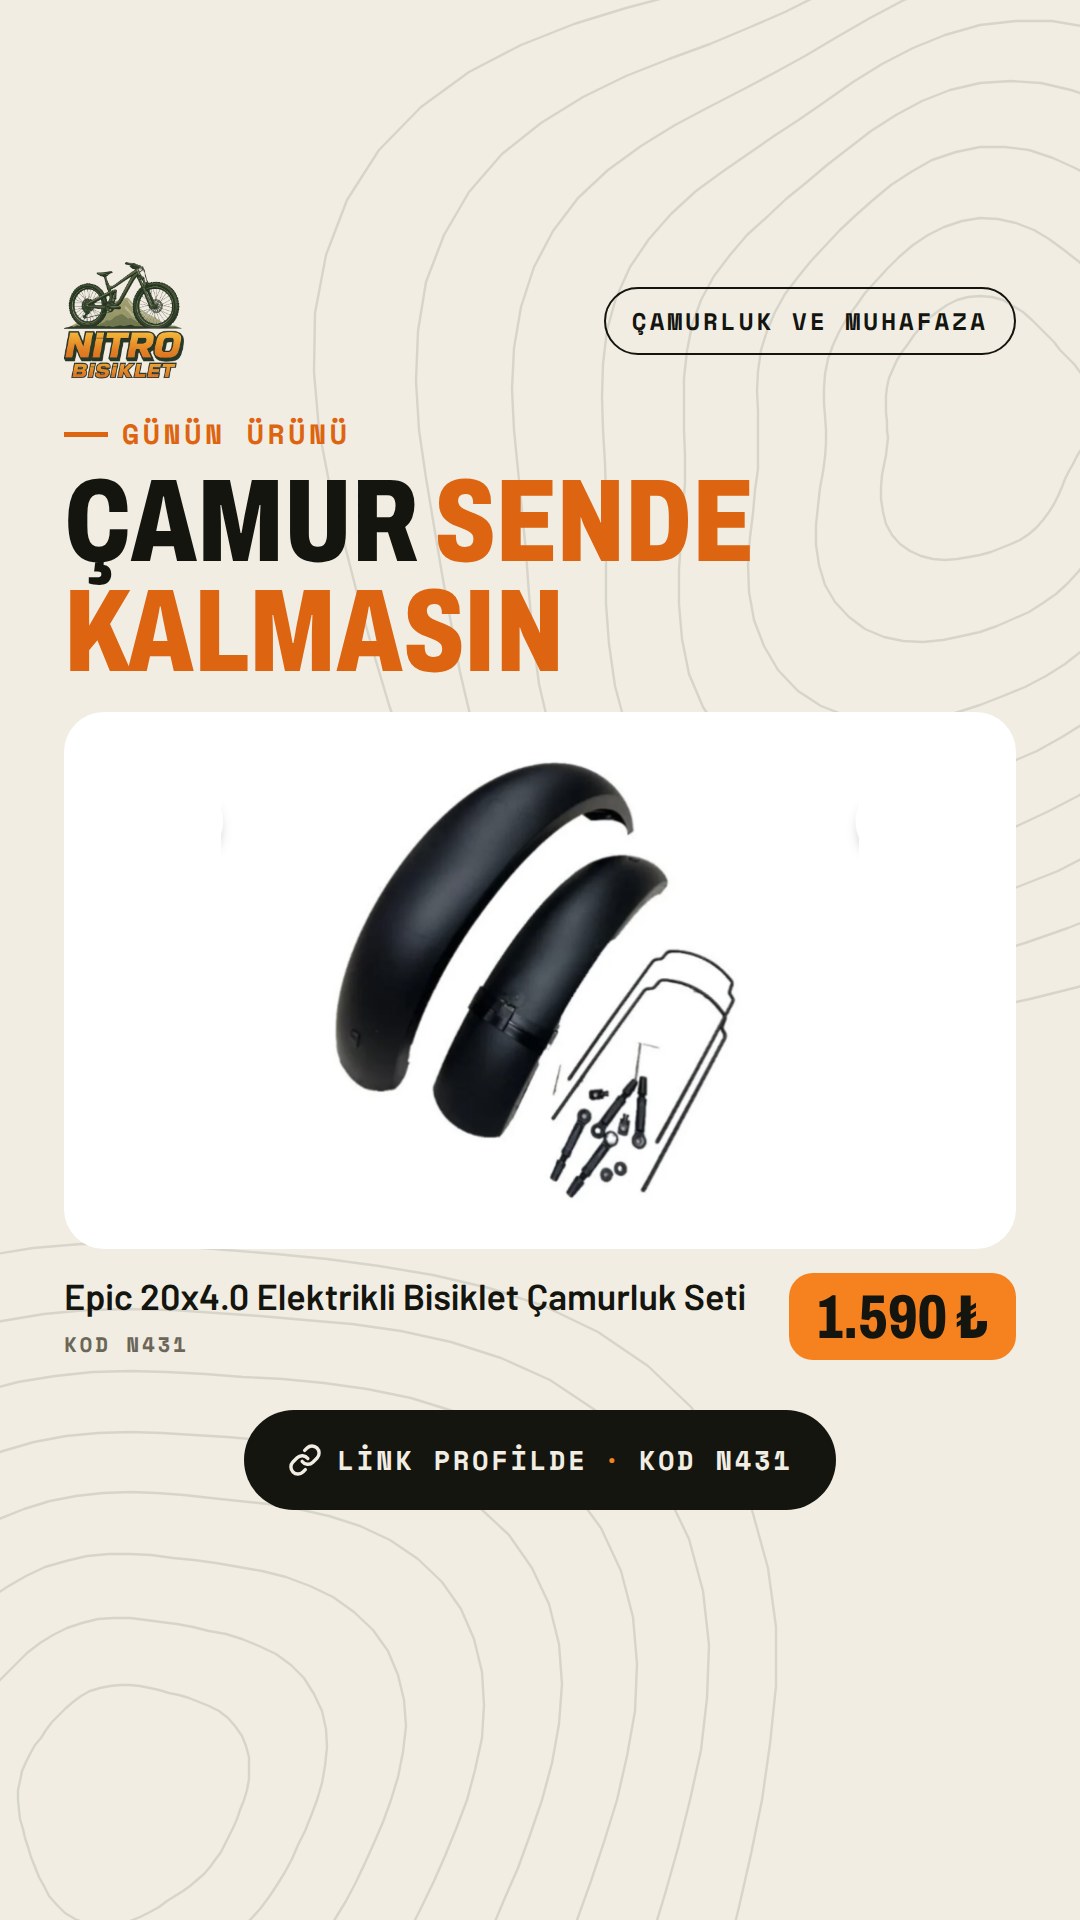 NiTRO
BiSiKLET
ÇAMURLUK VE MUHAFAZA
GÜNÜN ÜRÜNÜ
ÇAMUR SENDE
KALMASIN
Epic 20x4.0 Elektrikli Bisiklet Çamurluk Seti
KOD N431
1.590 ₺
LİNK PROFİLDE · KOD N431